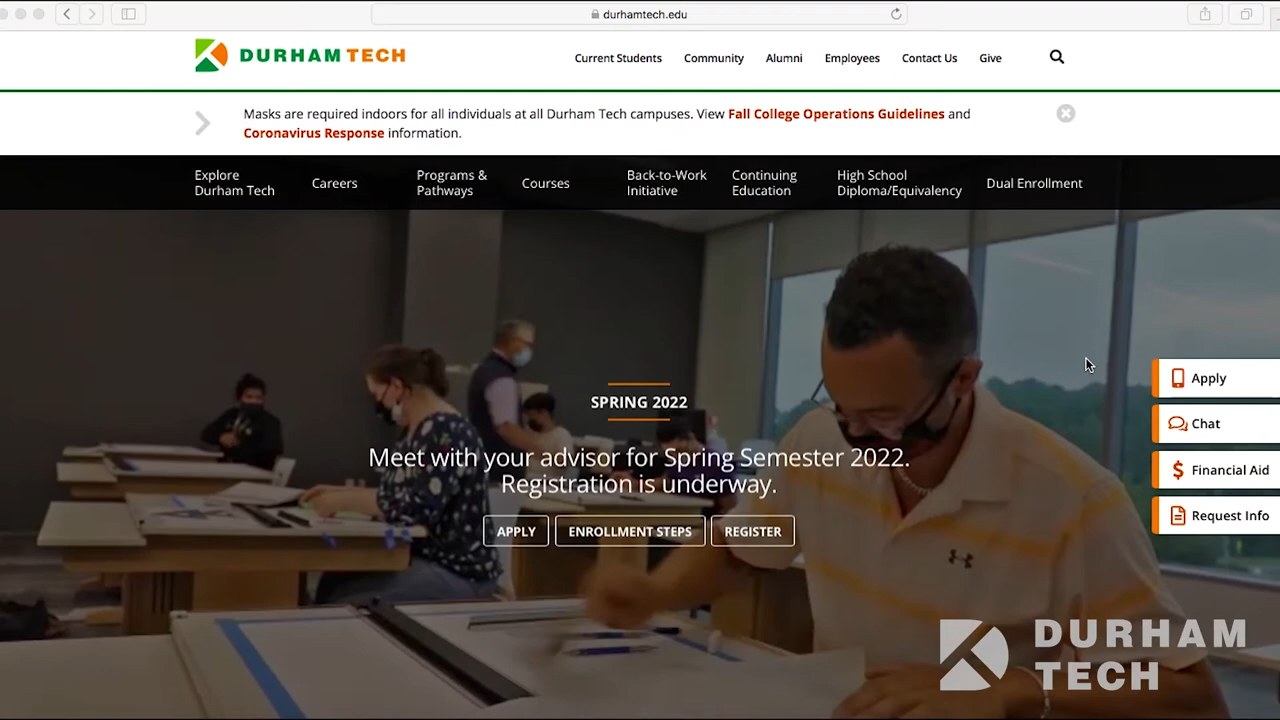 durhamtech.edu
DURHAM TECH
Current Students
Community
Alumni
Employees
Contact Us
Give
Masks are required indoors for all individuals at all Durham Tech campuses. View Fall College Operations Guidelines and
Coronavirus Response information.
Explore
Durham Tech
Careers
Programs &
Pathways
Courses
Back-to-Work
Initiative
Continuing
Education
High School
Diploma/Equivalency
Dual Enrollment
Apply
Chat
Financial Aid
Request Info
SPRING 2022
Meet with your advisor for Spring Semester 2022.
Registration is underway.
APPLY
ENROLLMENT STEPS
REGISTER
DURHAM
TECH